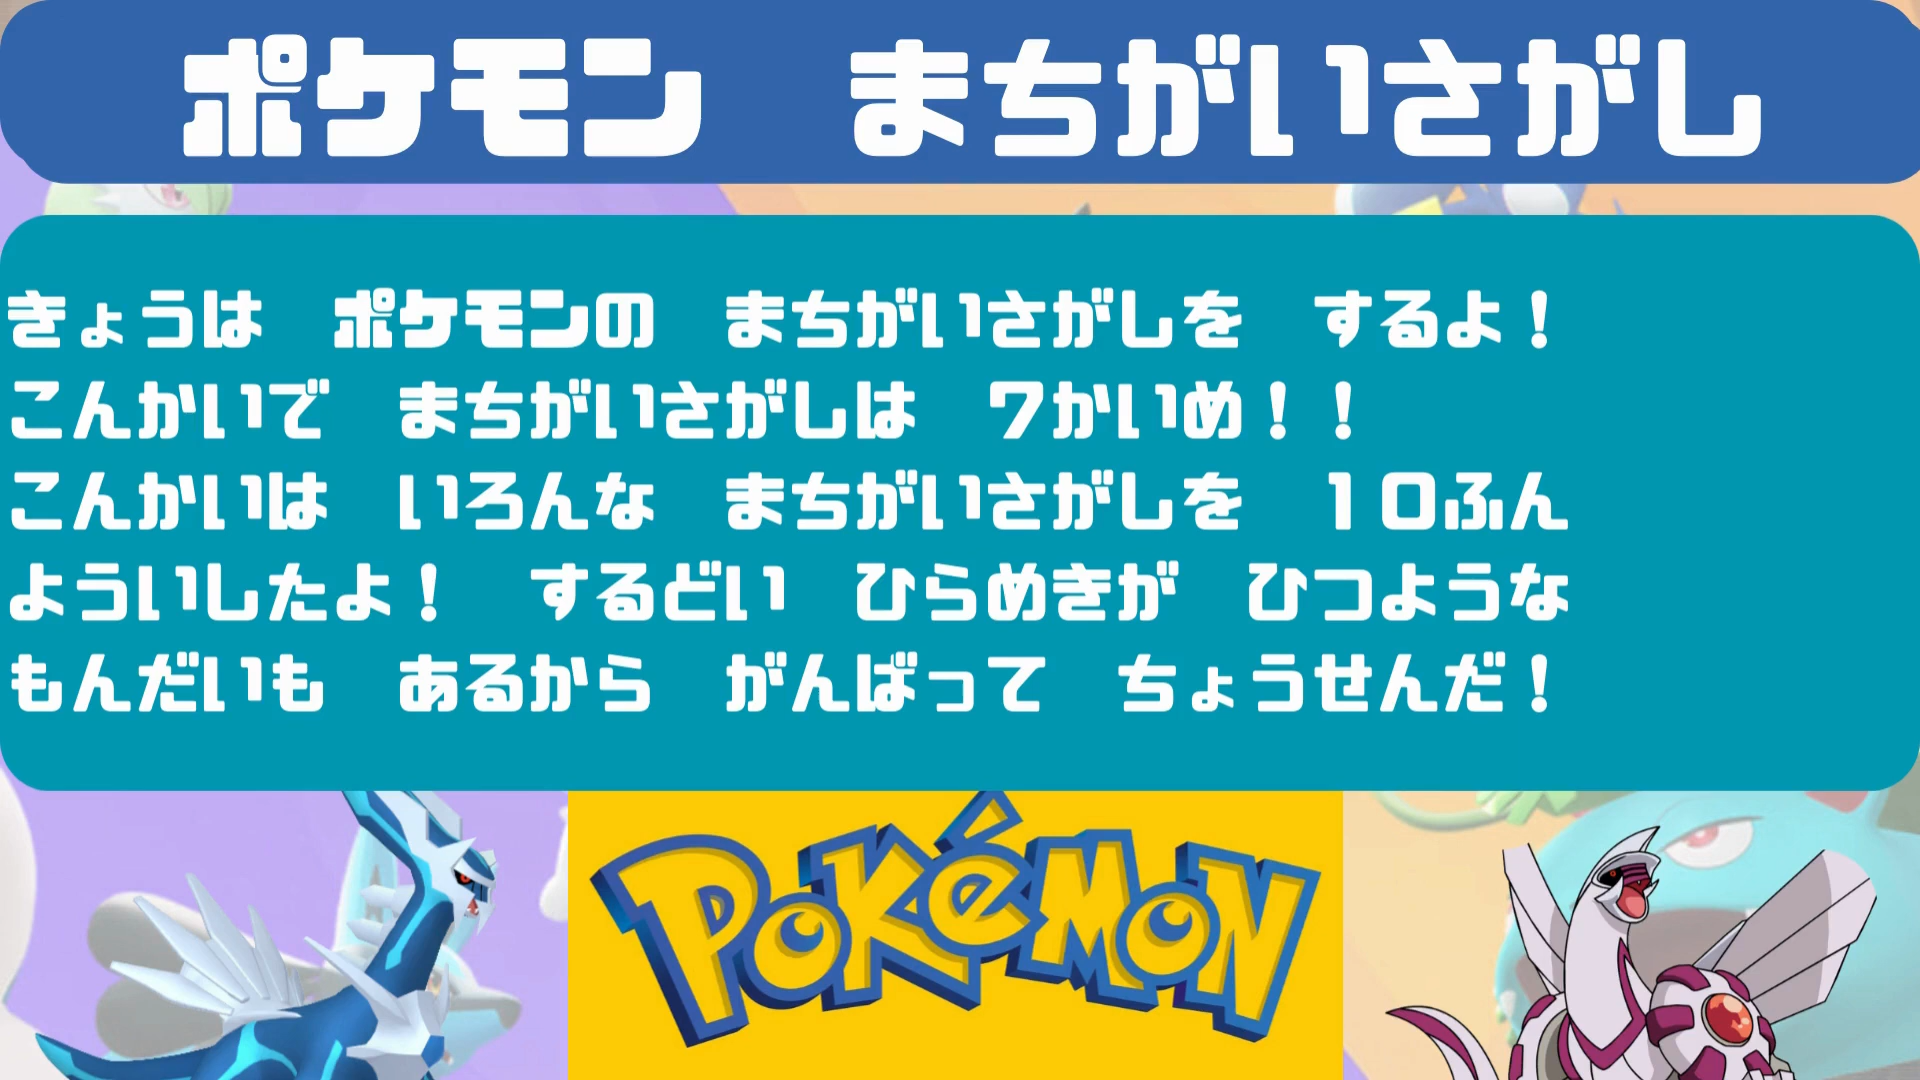 ポケモン　まちがいさがし
きょうは　ポケモンの　まちがいさがしを　するよ！
こんかいで　まちがいさがしは　７かいめ！！
こんかいは　いろんな　まちがいさがしを　１０ふん
よういしたよ！　するどい　ひらめきが　ひつような
もんだいも　あるから　がんばって　ちょうせんだ！
POKéMON